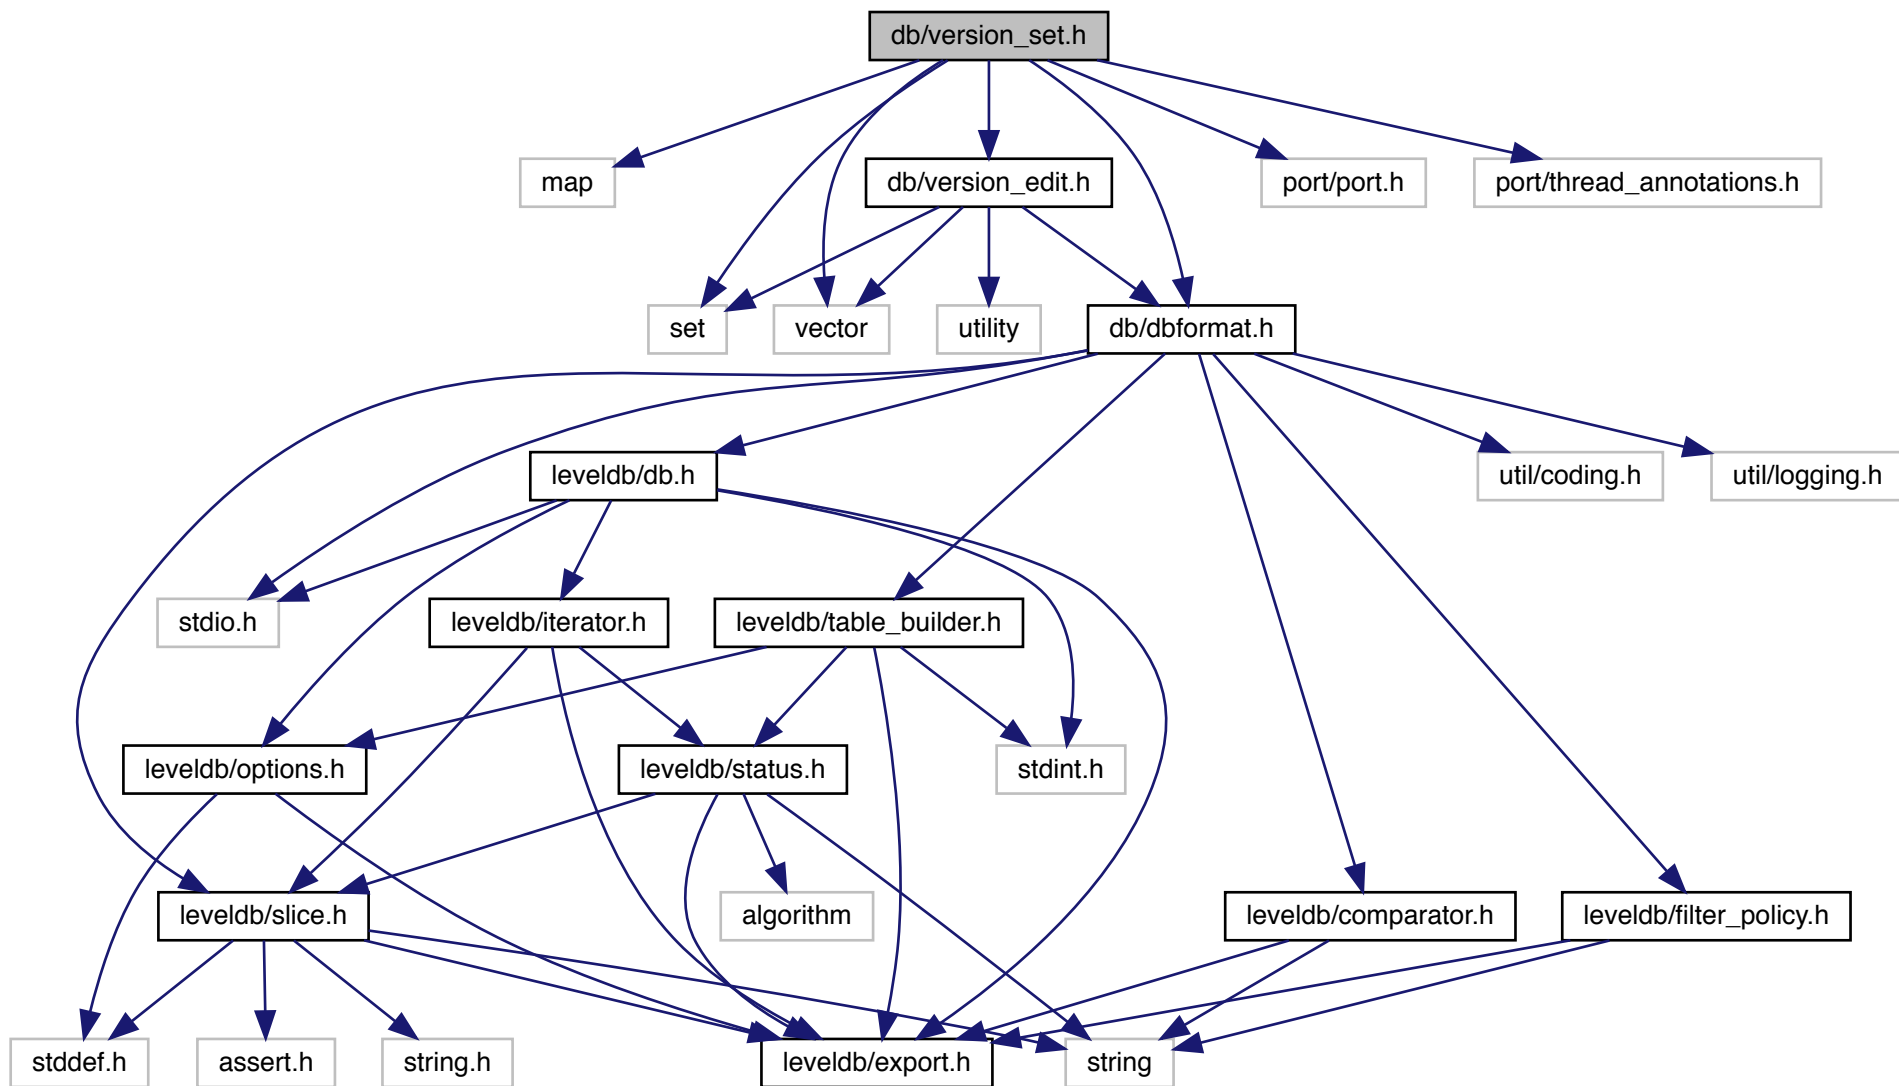 db/version_set.h
map
db/version_edit.h
port/port.h
port/thread_annotations.h
set
vector
utility
db/dbformat.h
leveldb/db.h
util/coding.h
util/logging.h
stdio.h
leveldb/iterator.h
leveldb/table_builder.h
leveldb/options.h
leveldb/status.h
stdint.h
leveldb/slice.h
algorithm
leveldb/comparator.h
leveldb/filter_policy.h
stddef.h
assert.h
string.h
leveldb/export.h
string